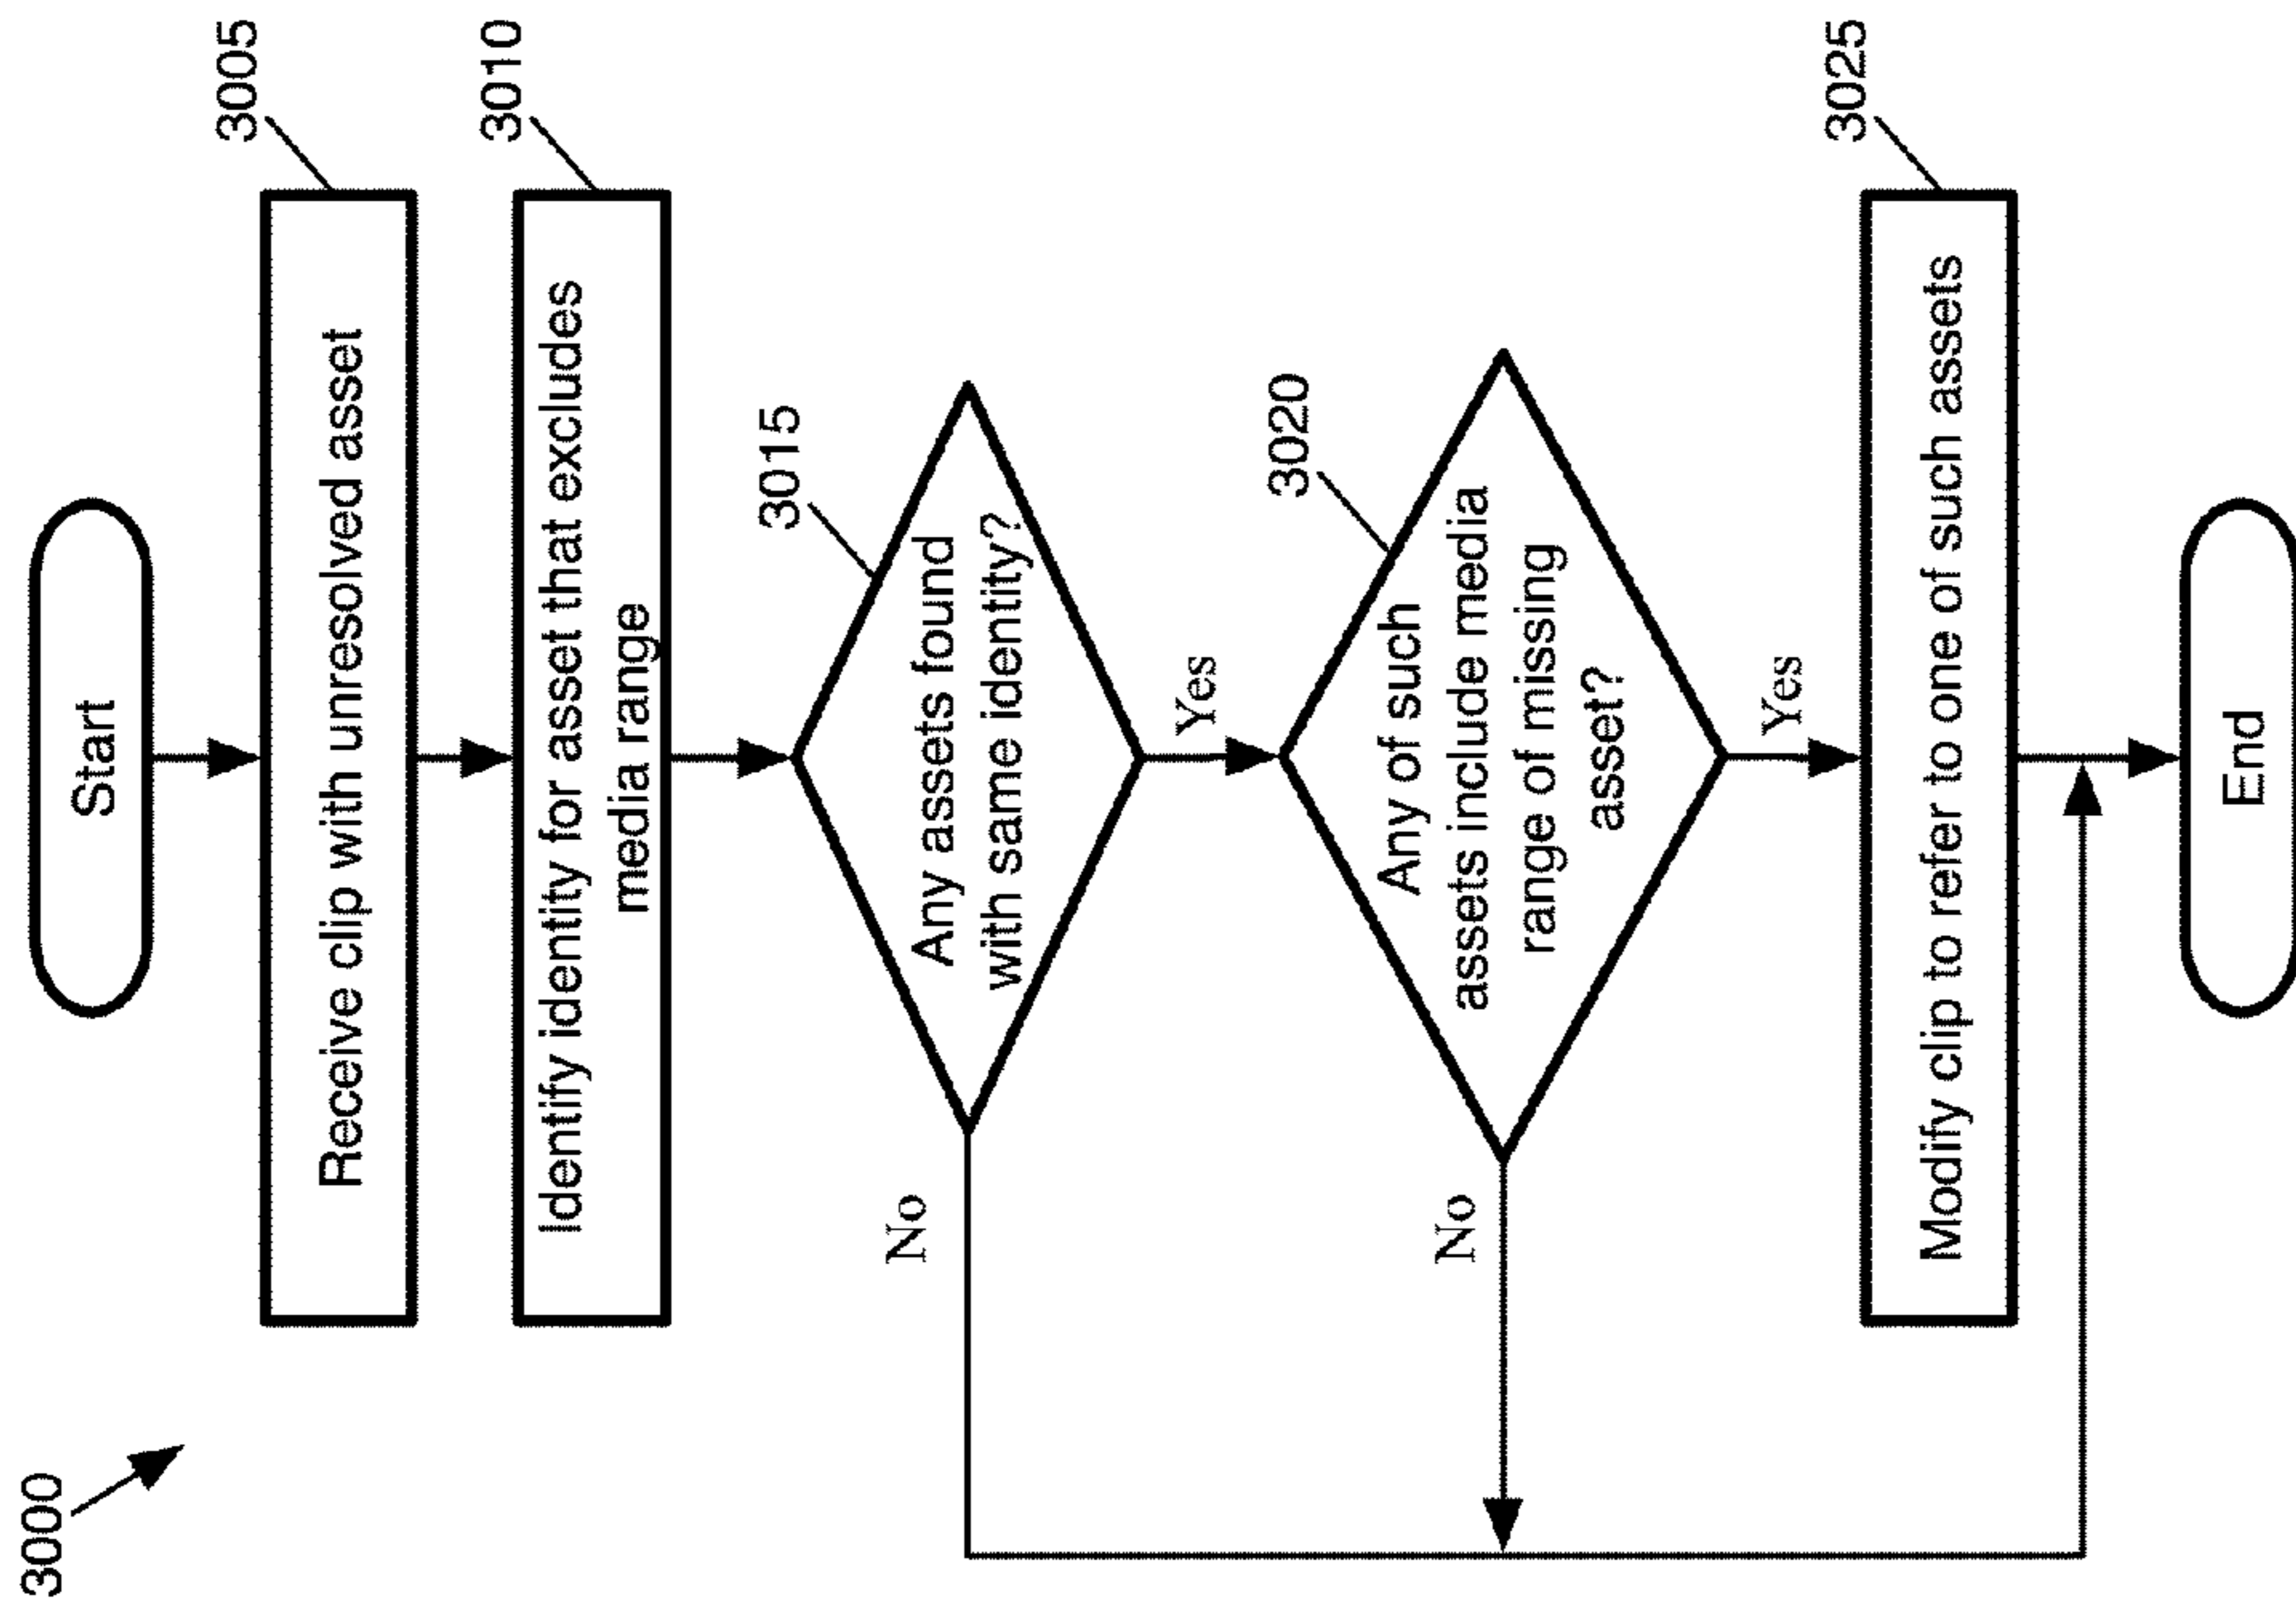 3000
Start
3005
Receive clip with unresolved asset
3010
Identify identity for asset that excludes
media range
3015
Any assets found
with same identity?
No
Yes
3020
Any of such
assets include media
range of missing
asset?
No
Yes
3025
Modify clip to refer to one of such assets
End